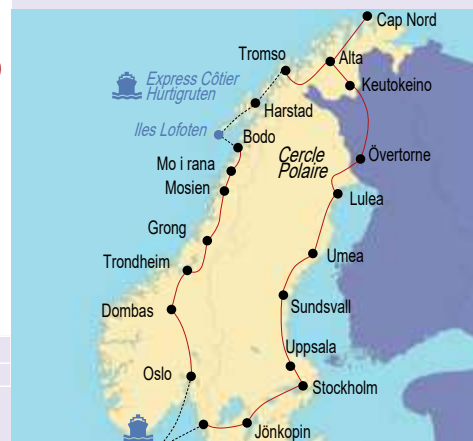 Cap Nord
Tromso
Alta
Express Côtier
Hurtigruten
Keutokeino
Harstad
Iles Lofoten
Bodo
Cercle
Polaire
Övertorne
Mo i rana
Mosien
Lulea
Grong
Umea
Trondheim
Dombas
Sundsvall
Uppsala
Oslo
Stockholm
Jönkopin